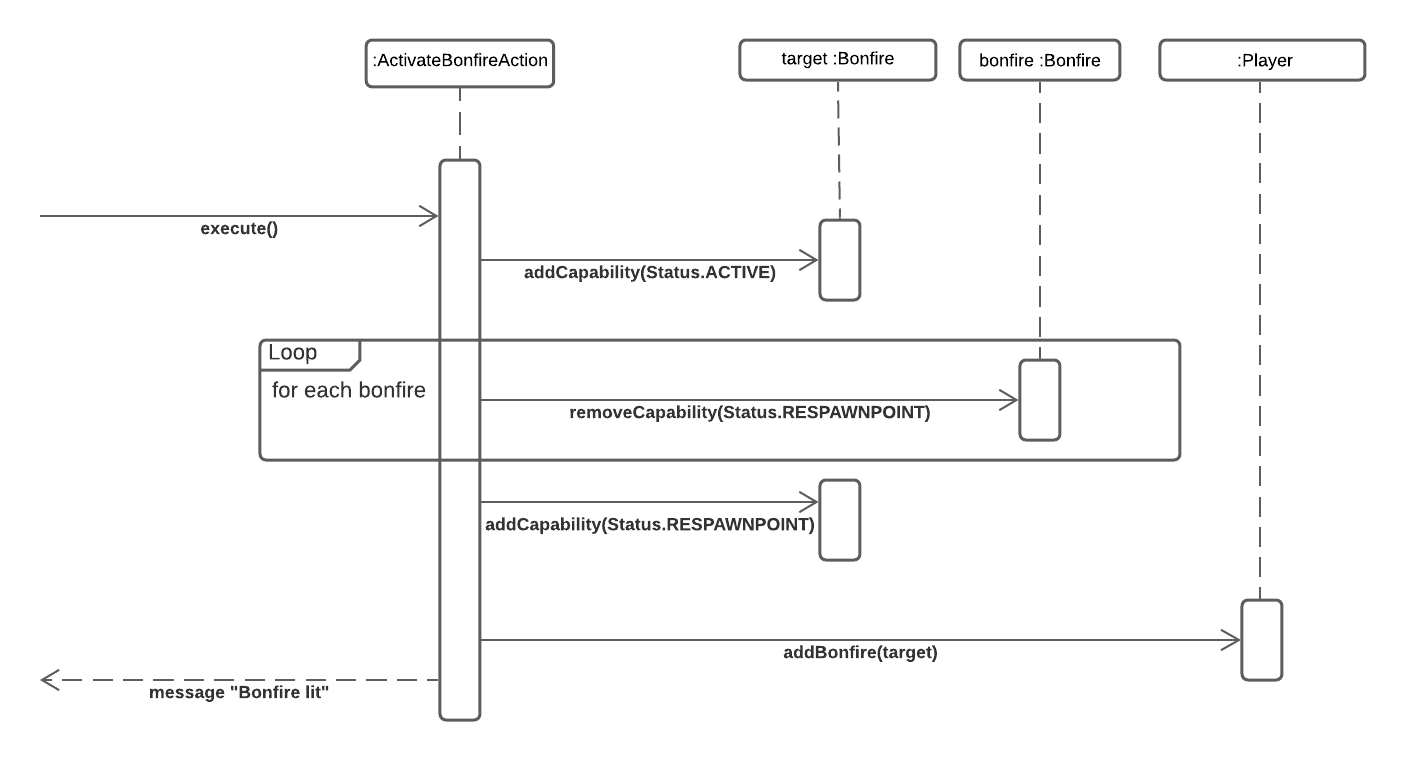 :ActivateBonfireAction
target :Bonfire
bonfire :Bonfire
:Player
execute()
addCapability(Status.ACTIVE)
Loop
for each bonfire
removeCapability(Status.RESPAWNPOINT)
addCapability(Status.RESPAWNPOINT)
addBonfire(target)
message "Bonfire lit"